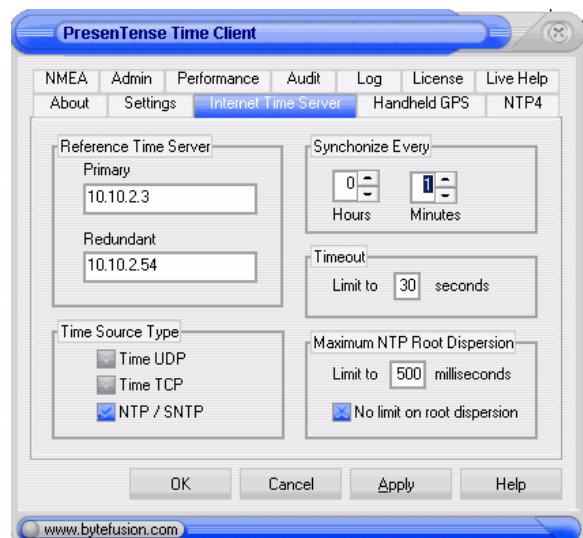 PresenTense Time Client
NMEA Admin Performance Audit Log License Live Help
About Settings Internet Time Server Handheld GPS NTP4
Reference Time Server
Primary
10.10.2.3
Redundant
10.10.2.54
Synchonize Every
0 1
Hours Minutes
Timeout
Limit to 30 seconds
Time Source Type
Time UDP
Time TCP
NTP / SNTP
Maximum NTP Root Dispersion
Limit to 500 milliseconds
No limit on root dispersion
OK Cancel Apply Help
www.bytefusion.com